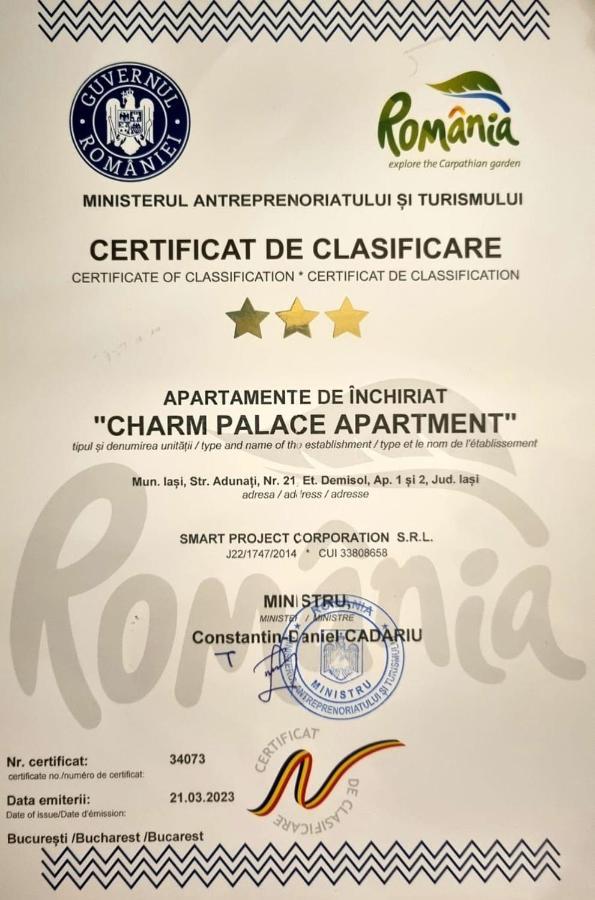 GUVERNUL
ROMÂNIEI
România
explore the Carpathian garden
MINISTERUL ANTREPRENORIATULUI ȘI TURISMULUI
CERTIFICAT DE CLASIFICARE
CERTIFICATE OF CLASSIFICATION * CERTIFICAT DE CLASSIFICATION
APARTAMENTE DE ÎNCHIRIAT
"CHARM PALACE APARTMENT"
tipul și denumirea unității / type and name of the establishment / type et le nom de l'établissement
Mun. Iași, Str. Adunați, Nr. 21, Et. Demisol, Ap. 1 și 2, Jud. Iași
adresa / address / adresse
SMART PROJECT CORPORATION S.R.L.
J22/1747/2014 * CUI 33808658
România
MINISTRU,
MINISTER / MINISTRE
Constantin-Daniel CADARIU
ROMANIA
MINISTRU
MINISTERUL ANTREPRENORIATULUI ȘI TURISMULUI
CERTIFICAT
DE CLASIFICARE
Nr. certificat: 34073
certificate no./numéro de certificat:
Data emiterii: 21.03.2023
Date of issue/Date d'émission:
București /Bucharest /Bucarest